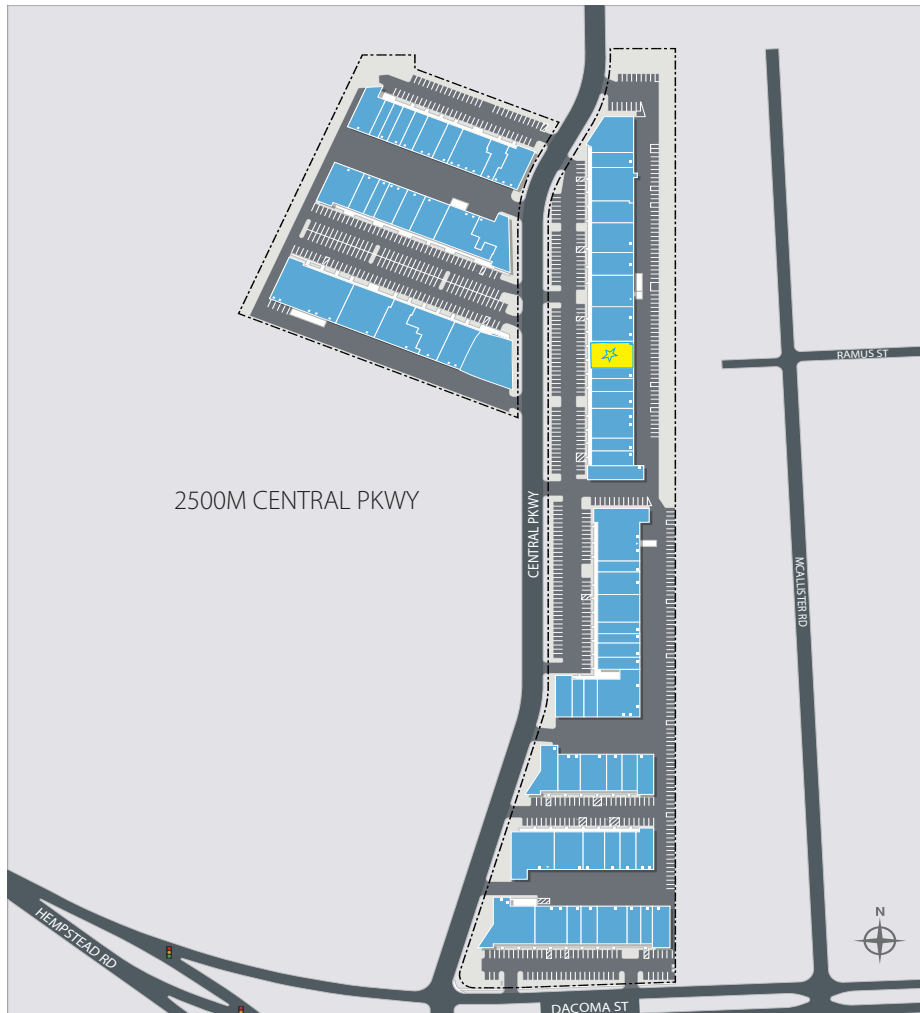 RAMUS ST
2500M CENTRAL PKWY
CENTRAL PKWY
MCALLISTER RD
N
HEMPSTEAD RD
DACOMA ST